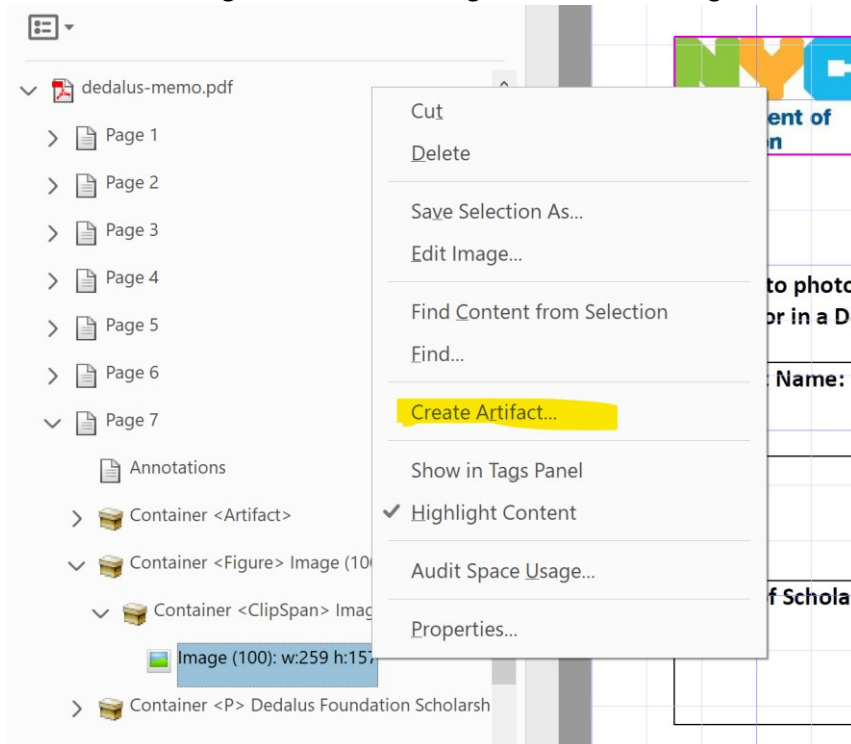 dedalus-memo.pdf
Page 1
Page 2
Page 3
Page 4
Page 5
Page 6
Page 7
Annotations
Container <Artifact>
Container <Figure> Image (10
Container <ClipSpan> Imag
Image (100): w:259 h:157
Container <P> Dedalus Foundation Scholarsh
Cut
Delete
Save Selection As...
Edit Image...
Find Content from Selection
Find...
Create Artifact...
Show in Tags Panel
Highlight Content
Audit Space Usage...
Properties...
NYC
ent of
n
to photo
or in a D
Name:
f Schola